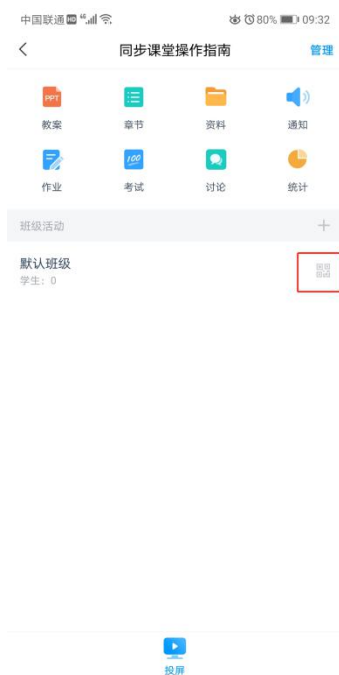 中国联通 HD 46 80% 09:32
同步课堂操作指南 管理
PPT 100
教案 章节 资料 通知
作业 考试 讨论 统计
班级活动
默认班级
学生：0
投屏